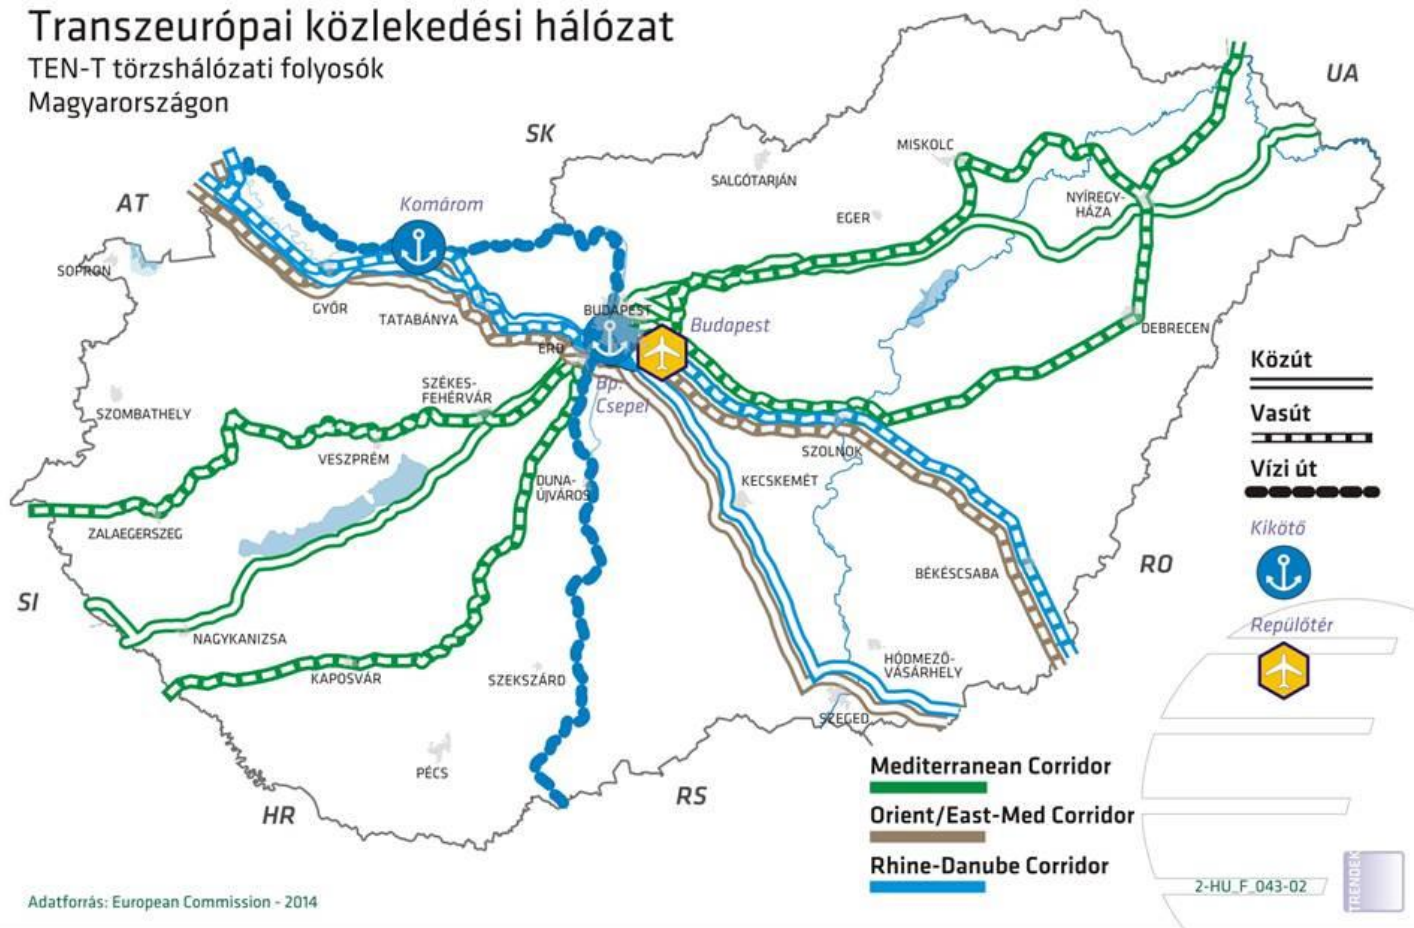 Transzeurópai közlekedési hálózat
TEN-T törzshálózati folyosók
Magyarországon
UA
SK
MISKOLC
SALGÓTARJÁN
NYÍREGY-
HÁZA
AT
Komárom
EGER
SOPRON
GYŐR
TATABÁNYA
BUDAPEST
Budapest
DEBRECEN
ÉRD
Közút
SZÉKES-
FEHÉRVÁR
Bp.
Csepel
SZOMBATHELY
Vasút
VESZPRÉM
SZOLNOK
Vízi út
DUNA-
ÚJVÁROS
KECSKEMÉT
ZALAEGERSZEG
Kikötő
RO
BÉKÉSCSABA
SI
Repülőtér
NAGYKANIZSA
HÓDMEZŐ-
VÁSÁRHELY
KAPOSVÁR
SZEKSZÁRD
SZEGED
PÉCS
Mediterranean Corridor
RS
HR
Orient/East-Med Corridor
Rhine-Danube Corridor
2-HU_F_043-02
TRENDEK
Adatforrás: European Commission - 2014